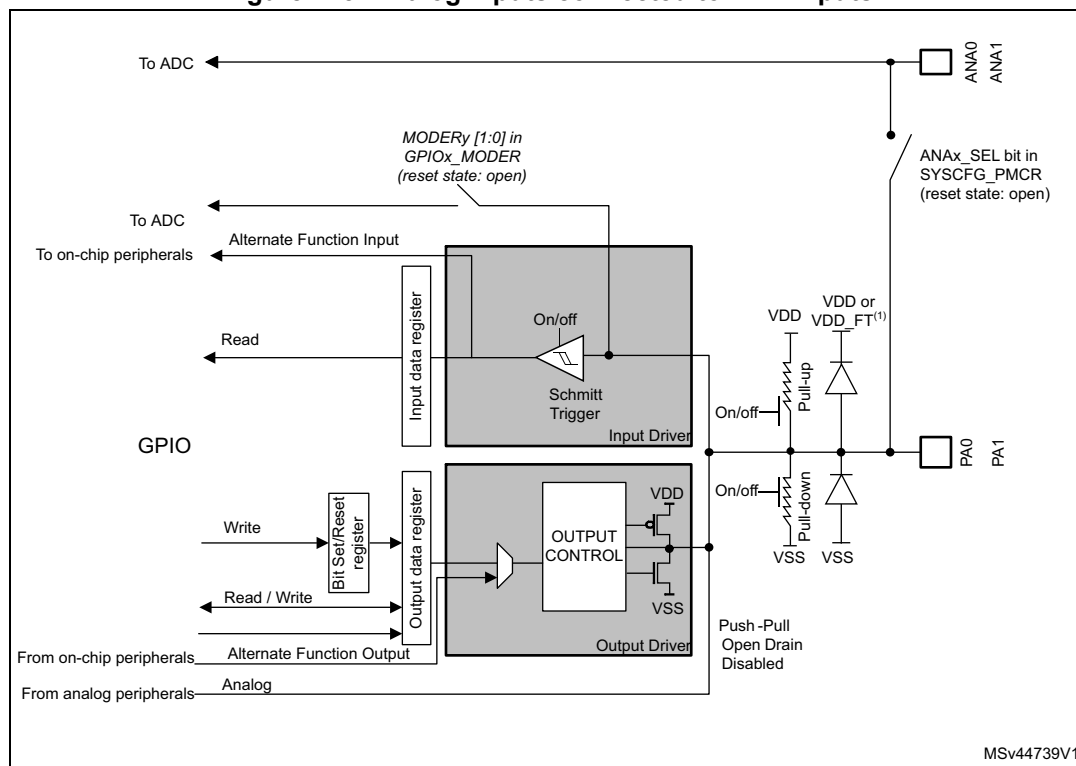 To ADC
ANA0
ANA1
MODERy [1:0] in
GPIOx_MODER
(reset state: open)
ANAx_SEL bit in
SYSCFG_PMCR
(reset state: open)
To ADC
Alternate Function Input
To on-chip peripherals
Input data register
On/off
Read
Schmitt
Trigger
Input Driver
VDD
VDD or
VDD_FT(1)
Pull-up
On/off
GPIO
PA0
PA1
On/off
Pull-down
VSS
VSS
Write
Bit Set/Reset
register
Output data register
OUTPUT
CONTROL
VDD
VSS
Read / Write
Output Driver
Push -Pull
Open Drain
Disabled
From on-chip peripherals
Alternate Function Output
From analog peripherals
Analog
MSv44739V1